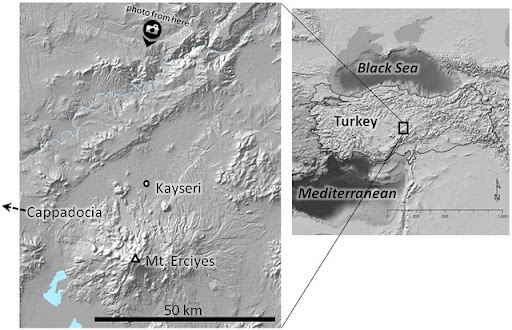 photo from here
Kayseri
Cappadocia
Mt. Erciyes
50 km
Black Sea
Turkey
Mediterranean
N